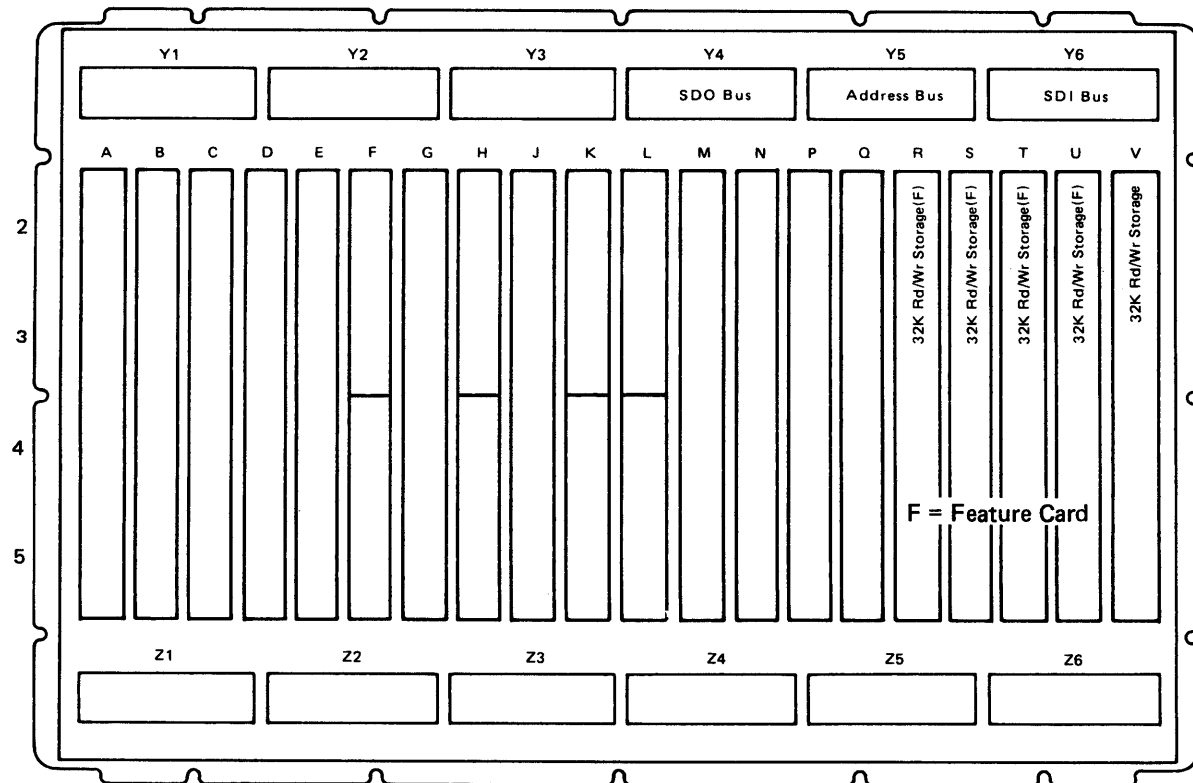 Y1 Y2 Y3 Y4 Y5 Y6
SDO Bus Address Bus SDI Bus
A B C D E F G H J K L M N P Q R S T U V
2
3
4
5
32K Rd/Wr Storage(F)
32K Rd/Wr Storage(F)
32K Rd/Wr Storage(F)
32K Rd/Wr Storage(F)
32K Rd/Wr Storage
F = Feature Card
Z1 Z2 Z3 Z4 Z5 Z6